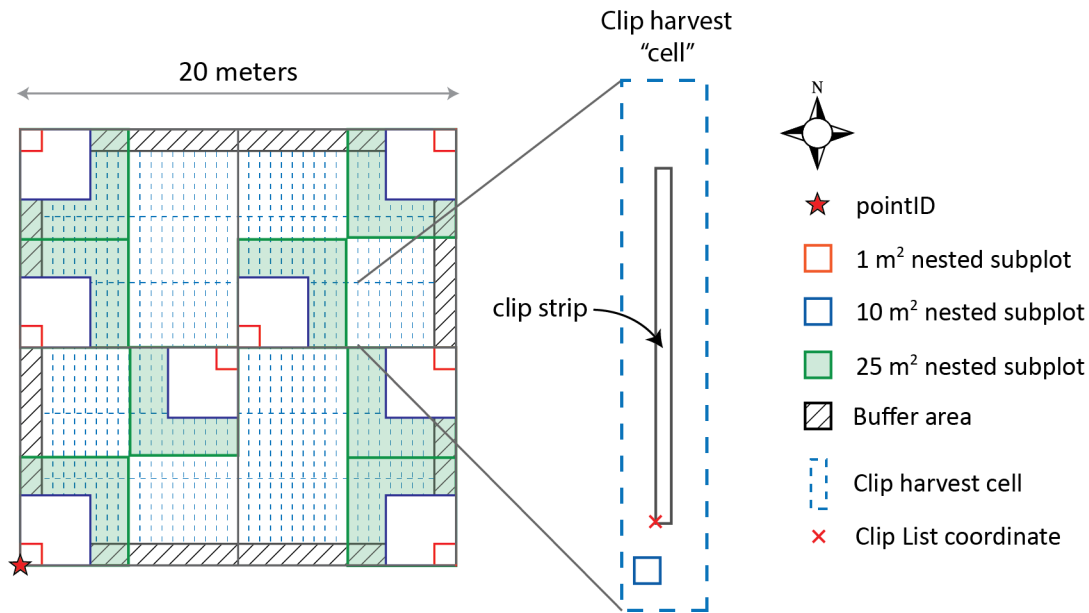 Clip harvest
“cell”
20 meters
N
pointID
1 m² nested subplot
clip strip
10 m² nested subplot
25 m² nested subplot
Buffer area
Clip harvest cell
Clip List coordinate